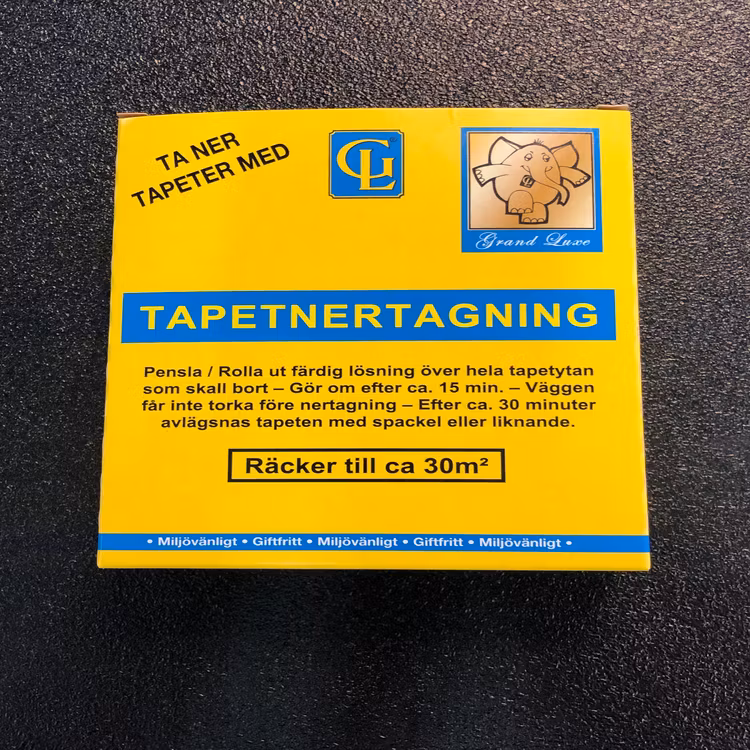 TA NER
TAPETER MED
GL
Grand Luxe
TAPETNERTAGNING
Pensla / Rolla ut färdig lösning över hela tapetytan
som skall bort – Gör om efter ca. 15 min. – Väggen
får inte torka före nertagning – Efter ca. 30 minuter
avlägsnas tapeten med spackel eller liknande.
Räcker till ca 30m²
• Miljövänligt • Giftfritt • Miljövänligt • Giftfritt • Miljövänligt •